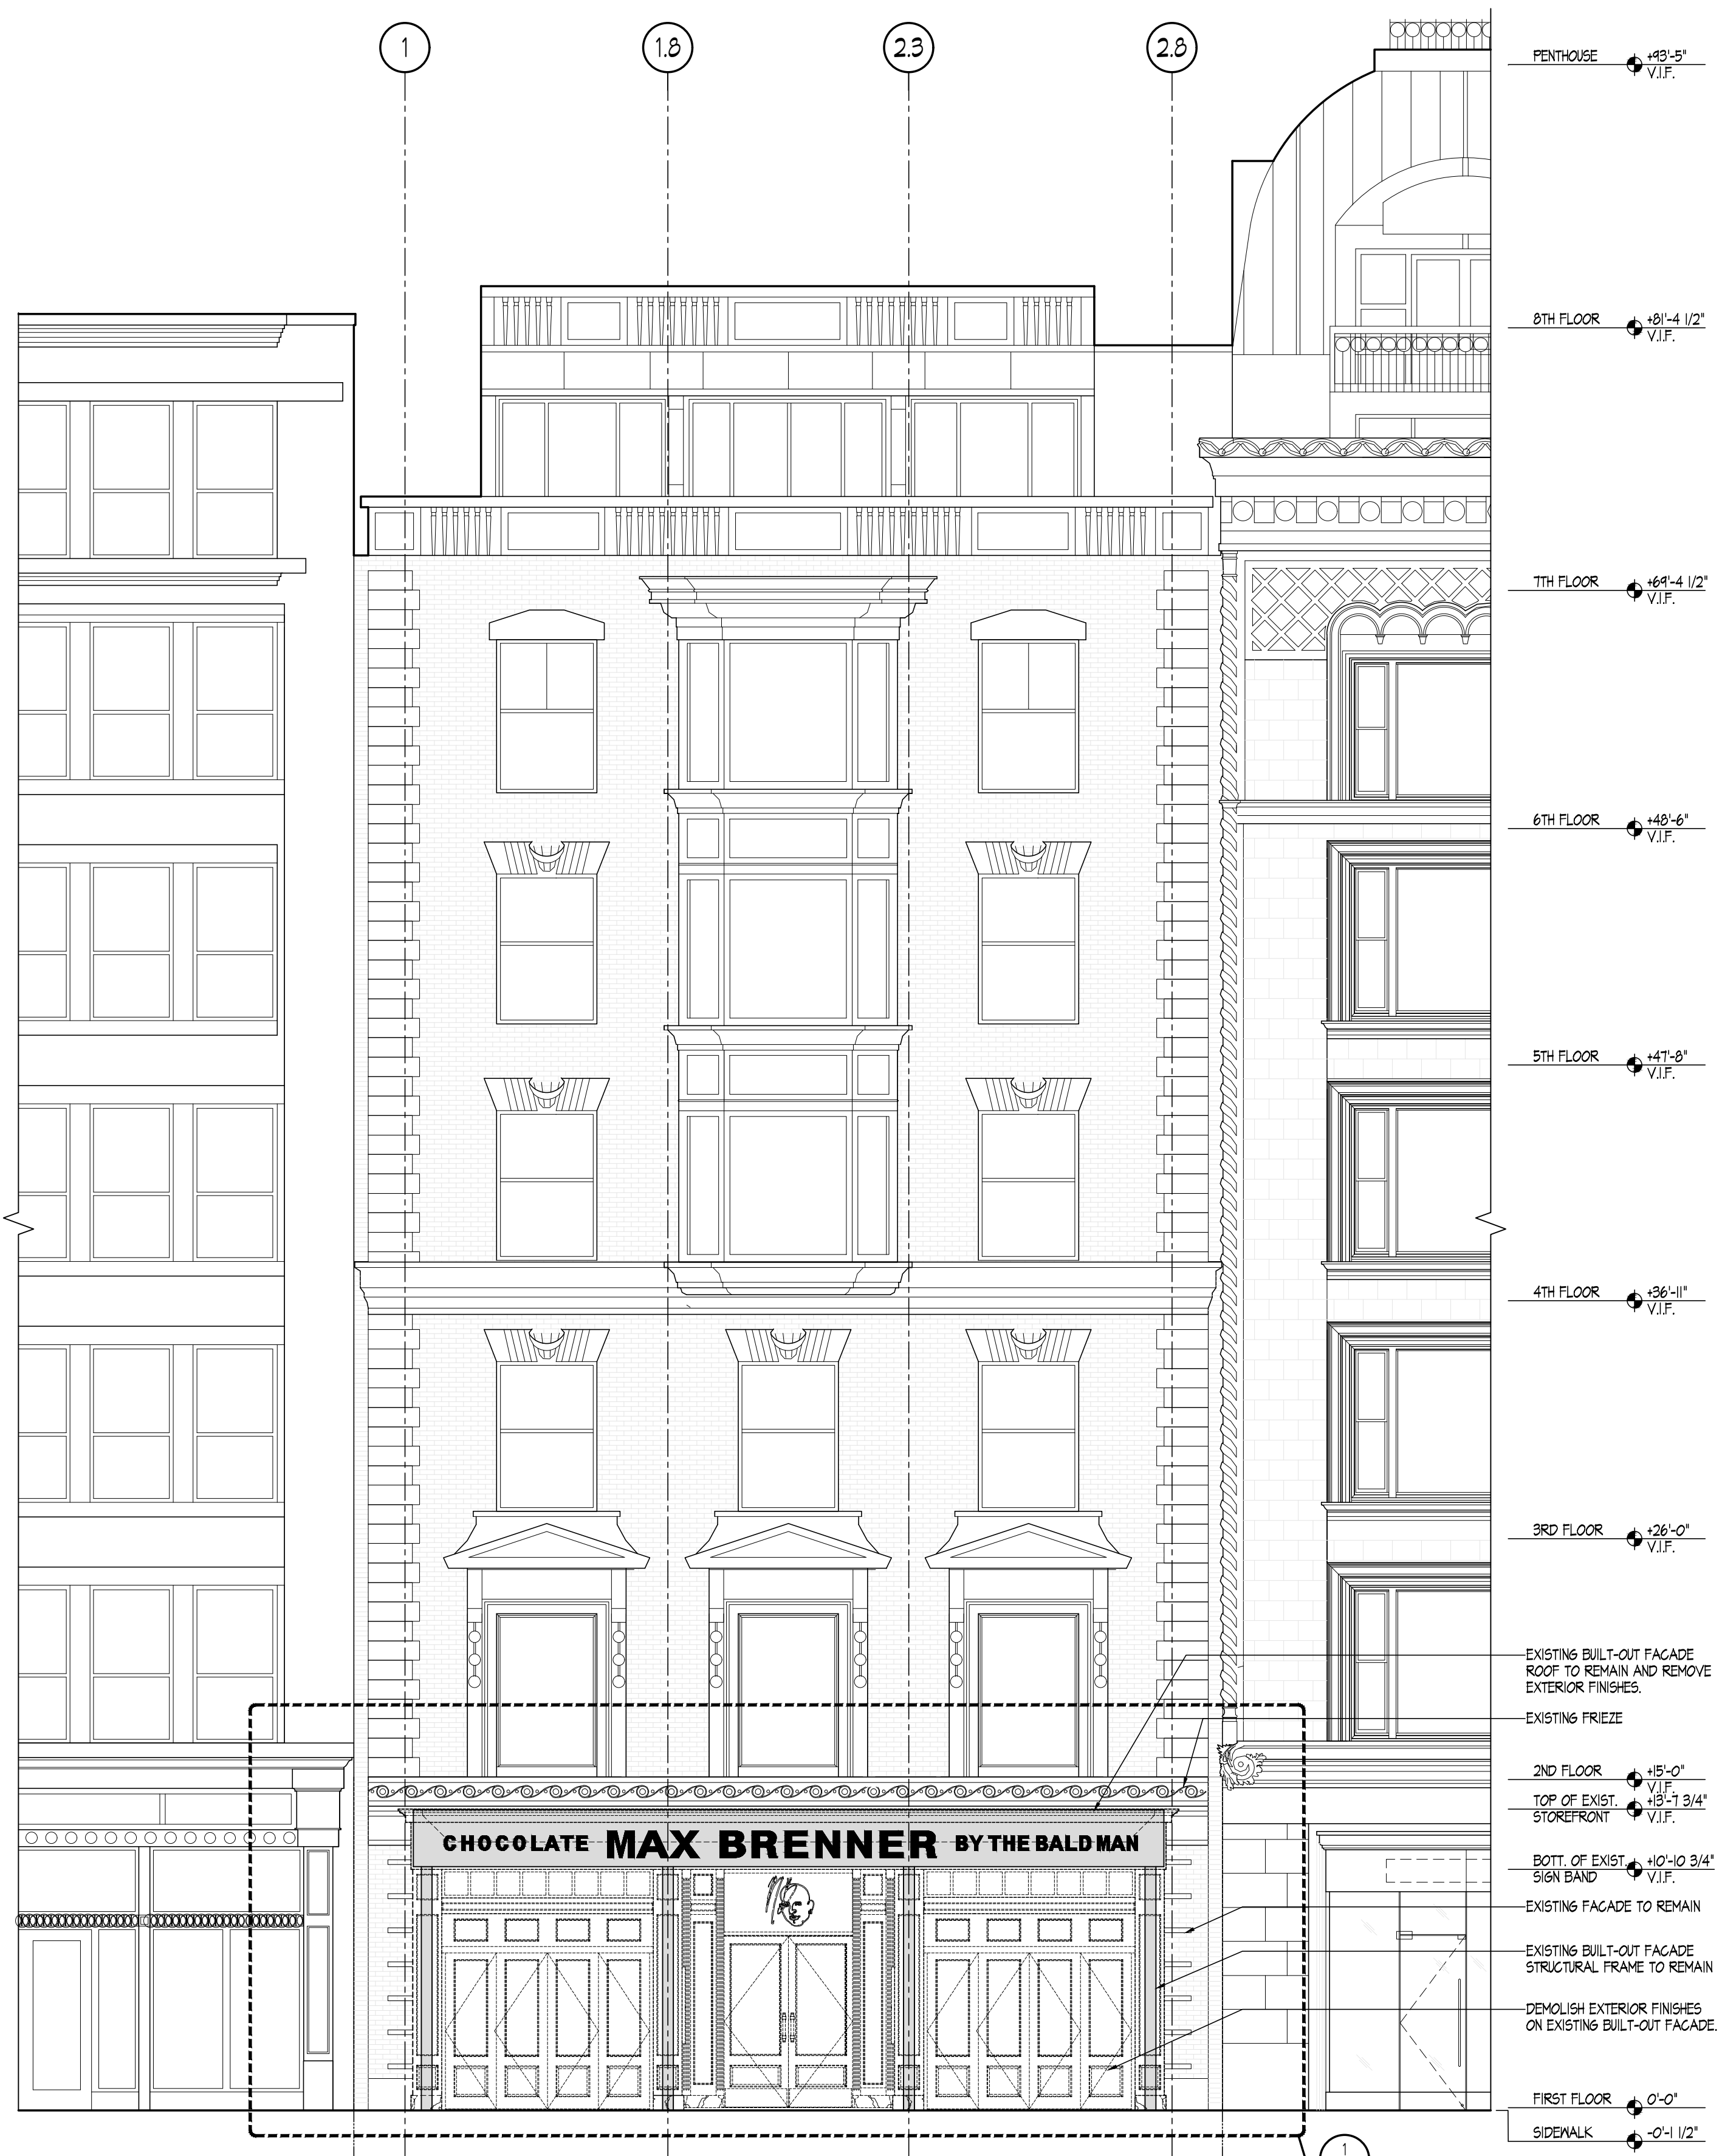 1
1.8
2.3
2.8
PENTHOUSE +93'-5"
V.I.F.
8TH FLOOR +81'-4 1/2"
V.I.F.
7TH FLOOR +69'-4 1/2"
V.I.F.
6TH FLOOR +48'-6"
V.I.F.
5TH FLOOR +47'-8"
V.I.F.
4TH FLOOR +36'-11"
V.I.F.
3RD FLOOR +26'-0"
V.I.F.
EXISTING BUILT-OUT FACADE
ROOF TO REMAIN AND REMOVE
EXTERIOR FINISHES.
EXISTING FRIEZE
2ND FLOOR +15'-0"
V.I.F.
TOP OF EXIST. +13'-7 3/4"
STOREFRONT V.I.F.
CHOCOLATE MAX BRENNER BY THE BALD MAN
BOTT. OF EXIST. +10'-10 3/4"
SIGN BAND V.I.F.
EXISTING FACADE TO REMAIN
EXISTING BUILT-OUT FACADE
STRUCTURAL FRAME TO REMAIN
DEMOLISH EXTERIOR FINISHES
ON EXISTING BUILT-OUT FACADE.
FIRST FLOOR 0'-0"
SIDEWALK -0'-1 1/2"
1